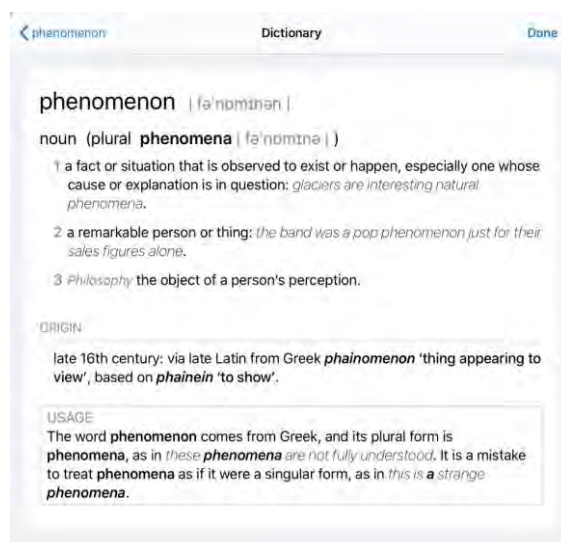 phenomenon Dictionary Done
phenomenon | fəˈnɒmɪnən |
noun (plural phenomena | fəˈnɒmɪnə | )
1 a fact or situation that is observed to exist or happen, especially one whose
cause or explanation is in question: glaciers are interesting natural
phenomena.
2 a remarkable person or thing: the band was a pop phenomenon just for their
sales figures alone.
3 Philosophy the object of a person's perception.
ORIGIN
late 16th century: via late Latin from Greek phainomenon ‘thing appearing to
view’, based on phainein ‘to show’.
USAGE
The word phenomenon comes from Greek, and its plural form is
phenomena, as in these phenomena are not fully understood. It is a mistake
to treat phenomena as if it were a singular form, as in this is a strange
phenomena.